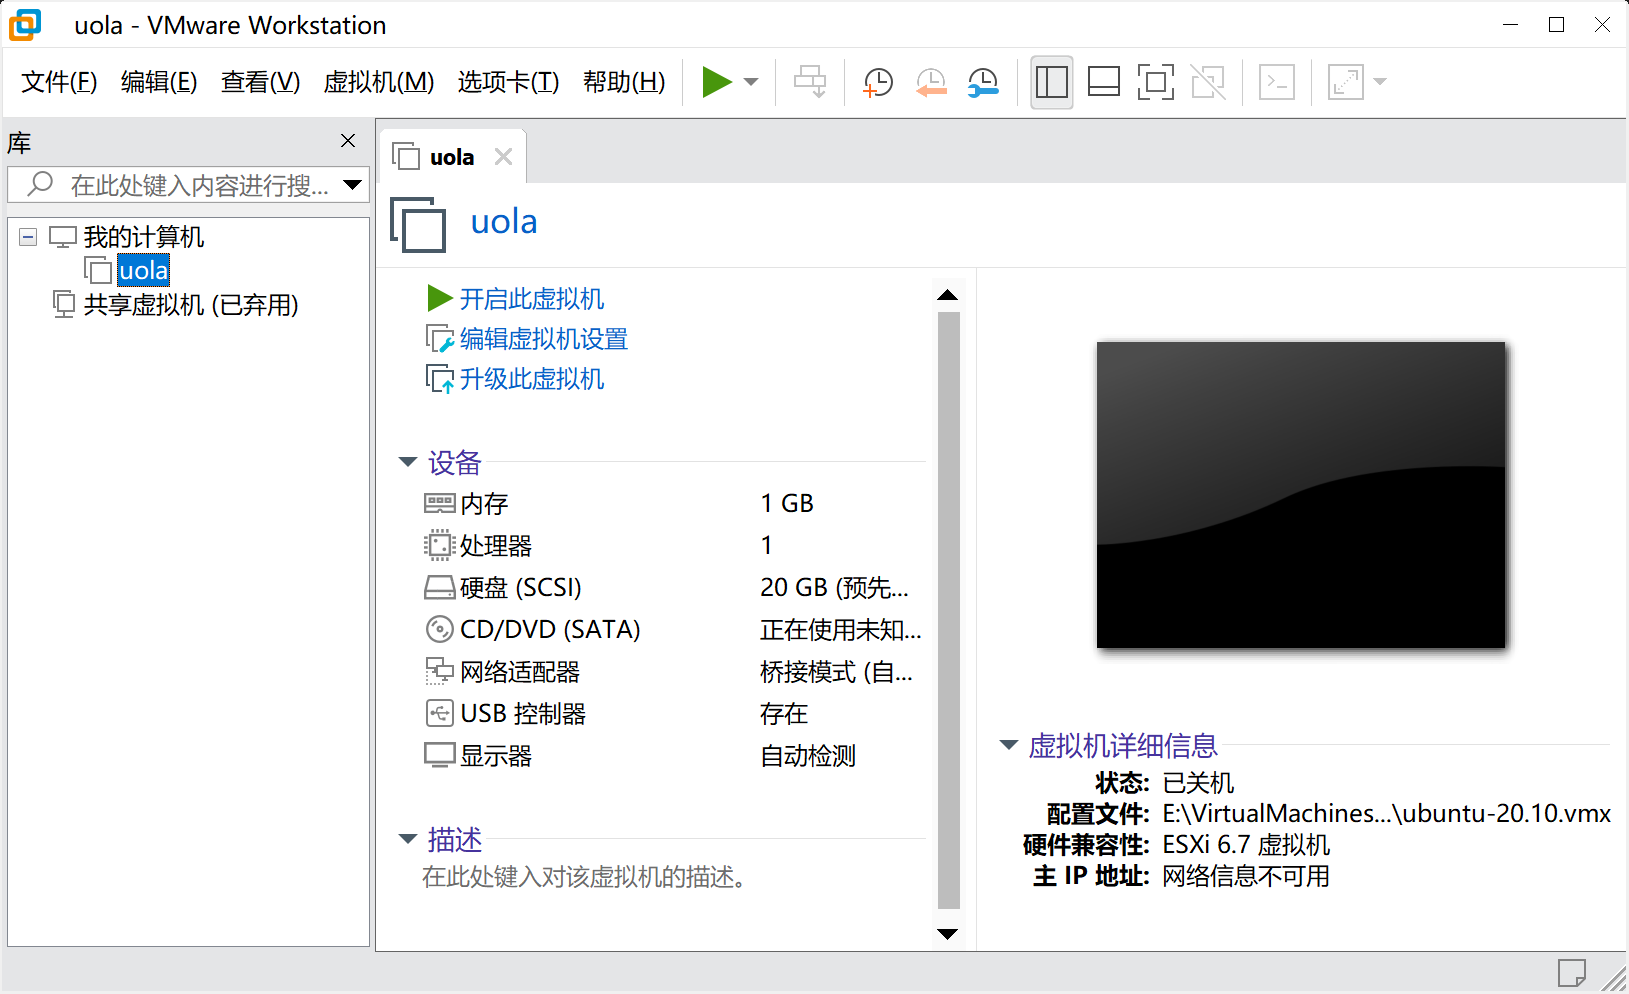 uola - VMware Workstation
文件(F) 编辑(E) 查看(V) 虚拟机(M) 选项卡(T) 帮助(H)
库
在此处键入内容进行搜...
我的计算机
uola
共享虚拟机 (已弃用)
uola
uola
开启此虚拟机
编辑虚拟机设置
升级此虚拟机
设备
内存 1 GB
处理器 1
硬盘 (SCSI) 20 GB (预先...
CD/DVD (SATA) 正在使用未知...
网络适配器 桥接模式 (自...
USB 控制器 存在
显示器 自动检测
描述
在此处键入对该虚拟机的描述。
虚拟机详细信息
状态: 已关机
配置文件: E:\VirtualMachines...\ubuntu-20.10.vmx
硬件兼容性: ESXi 6.7 虚拟机
主 IP 地址: 网络信息不可用